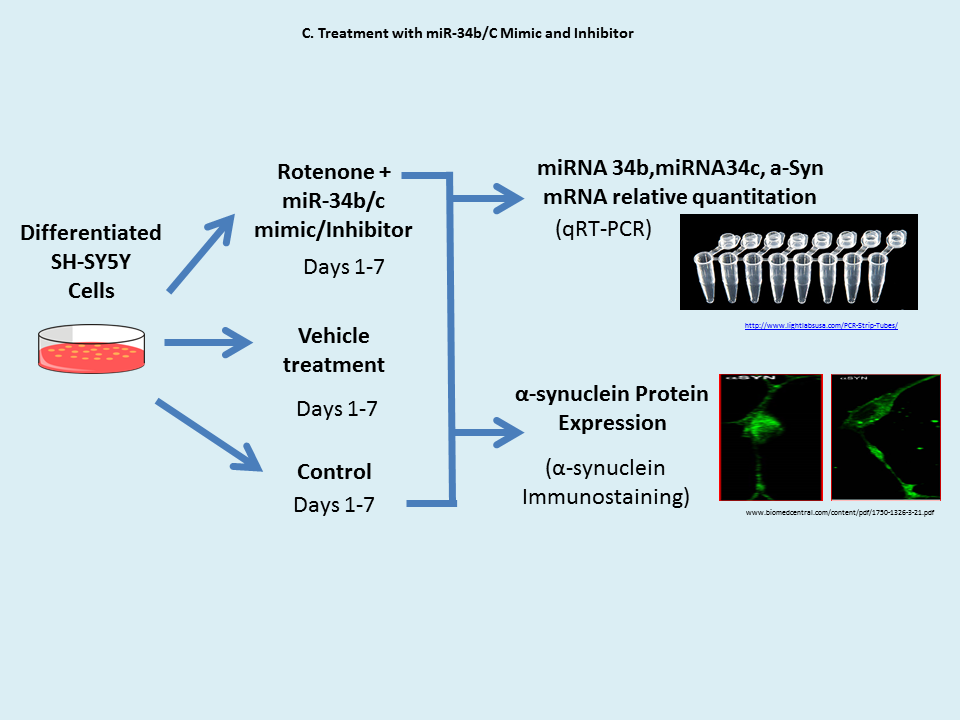 C. Treatment with miR-34b/C Mimic and Inhibitor
Differentiated
SH-SY5Y
Cells
Rotenone +
miR-34b/c
mimic/Inhibitor
Days 1-7
Vehicle
treatment
Days 1-7
Control
Days 1-7
miRNA 34b,miRNA34c, a-Syn
mRNA relative quantitation
(qRT-PCR)
http://www.lightlabsusa.com/PCR-Strip-Tubes/
α-synuclein Protein
Expression
(α-synuclein
Immunostaining)
αSYN
αSYN
www.biomedcentral.com/content/pdf/1750-1326-3-21.pdf